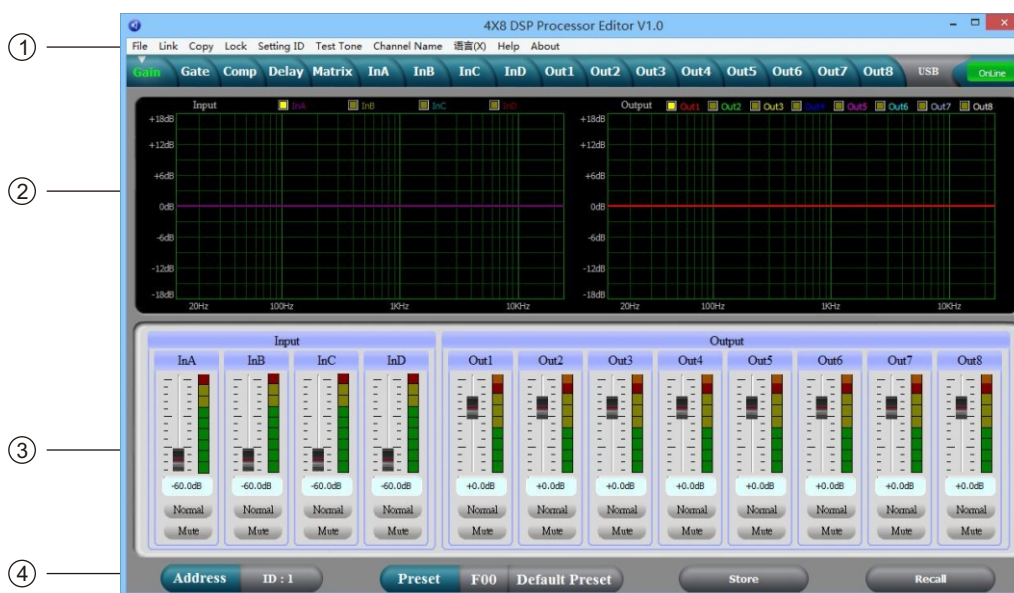 4X8 DSP Processor Editor V1.0
① File Link Copy Lock Setting ID Test Tone Channel Name 语言(X) Help About
Gain Gate Comp Delay Matrix InA InB InC InD Out1 Out2 Out3 Out4 Out5 Out6 Out7 Out8 USB OnLine
Input InA InB InC InD Output Out1 Out2 Out3 Out4 Out5 Out6 Out7 Out8
+18dB +18dB
+12dB +12dB
②
+6dB +6dB
0dB 0dB
-6dB -6dB
-12dB -12dB
-18dB -18dB
20Hz 100Hz 1KHz 10KHz 20Hz 100Hz 1KHz 10KHz
Input Output
InA InB InC InD Out1 Out2 Out3 Out4 Out5 Out6 Out7 Out8
③
-60.0dB -60.0dB -60.0dB -60.0dB +0.0dB +0.0dB +0.0dB +0.0dB +0.0dB +0.0dB +0.0dB +0.0dB
Normal Normal Normal Normal Normal Normal Normal Normal Normal Normal Normal Normal
Mute Mute Mute Mute Mute Mute Mute Mute Mute Mute Mute Mute
④ Address ID : 1 Preset F00 Default Preset Store Recall